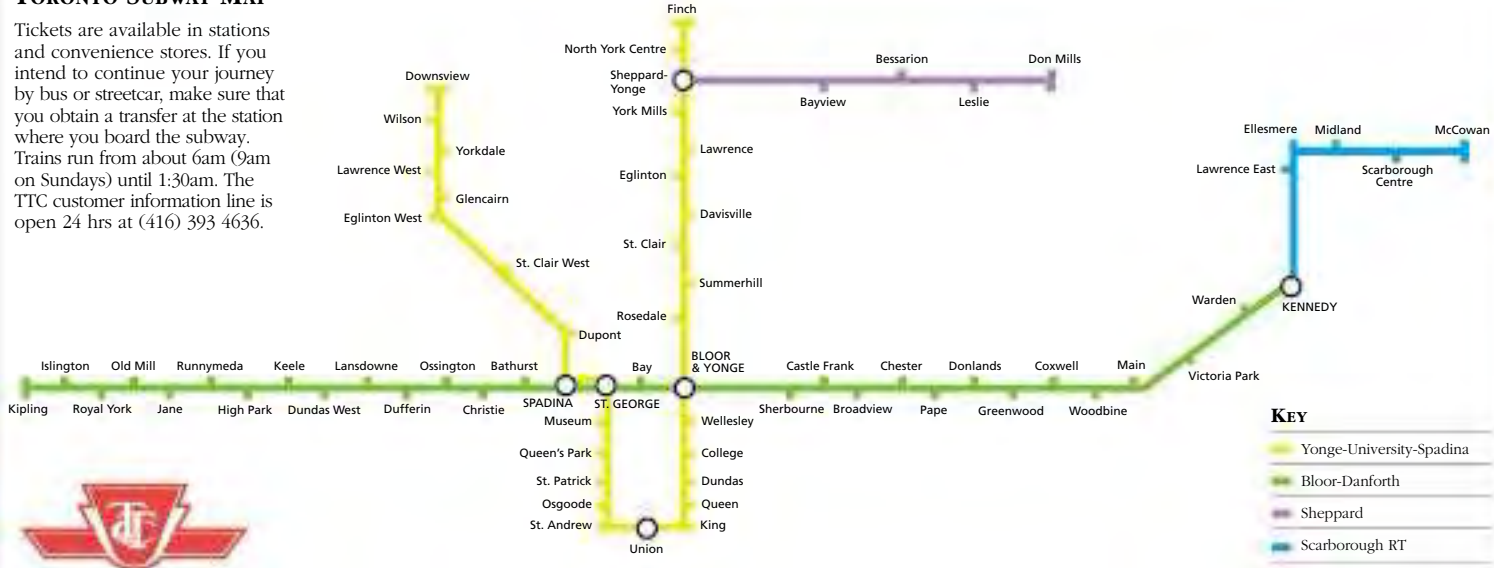 TORONTO SUBWAY MAP
Tickets are available in stations
and convenience stores. If you
intend to continue your journey
by bus or streetcar, make sure that
you obtain a transfer at the station
where you board the subway.
Trains run from about 6am (9am
on Sundays) until 1:30am. The
TTC customer information line is
open 24 hrs at (416) 393 4636.
Finch
North York Centre
Sheppard-
Yonge
York Mills
Lawrence
Eglinton
Davisville
St. Clair
Summerhill
Rosedale
BLOOR
& YONGE
Bayview
Bessarion
Leslie
Don Mills
Downsview
Wilson
Yorkdale
Lawrence West
Glencairn
Eglinton West
St. Clair West
Dupont
Ellesmere
Midland
McCowan
Lawrence East
Scarborough
Centre
Warden
KENNEDY
Victoria Park
Islington
Old Mill
Runnymeda
Keele
Lansdowne
Ossington
Bathurst
Bay
Castle Frank
Chester
Donlands
Coxwell
Main
Kipling
Royal York
Jane
High Park
Dundas West
Dufferin
Christie
SPADINA
ST. GEORGE
Sherbourne
Broadview
Pape
Greenwood
Woodbine
Museum
Queen's Park
St. Patrick
Osgoode
St. Andrew
Union
Wellesley
College
Dundas
Queen
King
TTC
KEY
Yonge-University-Spadina
Bloor-Danforth
Sheppard
Scarborough RT